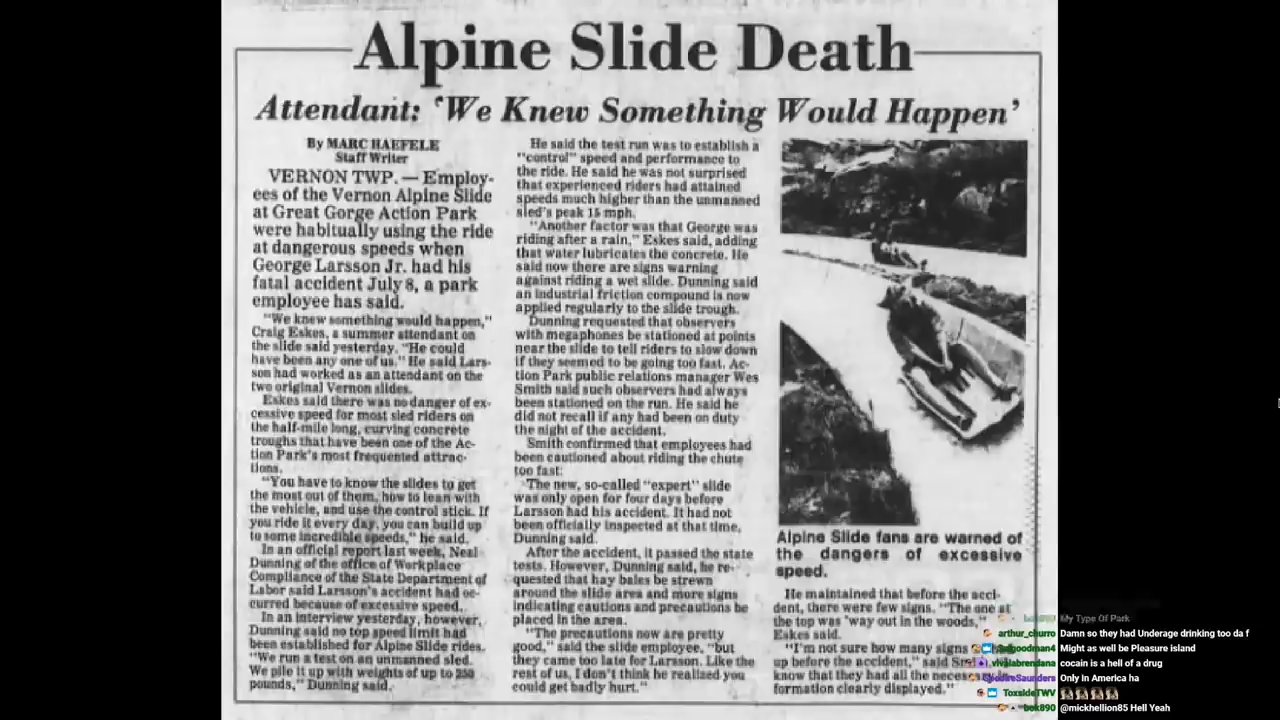 Alpine Slide Death
Attendant: 'We Knew Something Would Happen'
By MARC HAEFELE
Staff Writer
VERNON TWP. — Employ-
ees of the Vernon Alpine Slide
at Great Gorge Action Park
were habitually using the ride
at dangerous speeds when
George Larsson Jr. had his
fatal accident July 8, a park
employee has said.
"We knew something would happen,"
Craig Eskes, a summer attendant on
the slide said yesterday. "He could
have been any one of us." He said Lars-
son had worked as an attendant on the
two original Vernon slides.
Eskes said there was no danger of ex-
cessive speed for most sled riders on
the half-mile long, curving concrete
troughs that have been one of the Ac-
tion Park's most frequented attrac-
tions.
"You have to know the slides to get
the most out of them, how to lean with
the vehicle, and use the control stick. If
you ride it every day, you can build up
to some incredible speeds," he said.
In an official report last week, Neal
Dunning of the office of Workplace
Compliance of the State Department of
Labor said Larsson's accident had oc-
curred because of excessive speed.
In an interview yesterday, however,
Dunning said no top speed limit had
been established for Alpine Slide rides.
"We run a test on an unmanned sled.
We pile it up with weights of up to 250
pounds," Dunning said.
He said the test run was to establish a
"control" speed and performance to
the ride. He said he was not surprised
that experienced riders had attained
speeds much higher than the unmanned
sled's peak 15 mph.
"Another factor was that George was
riding after a rain," Eskes said, adding
that water lubricates the concrete. He
said now there are signs warning
against riding a wet slide. Dunning said
an industrial friction compound is now
applied regularly to the slide trough.
Dunning requested that observers
with megaphones be stationed at points
near the slide to tell riders to slow down
if they seemed to be going too fast. Ac-
tion Park public relations manager Wes
Smith said such observers had always
been stationed on the run. He said he
did not recall if any had been on duty
the night of the accident.
Smith confirmed that employees had
been cautioned about riding the chute
too fast.
The new, so-called "expert" slide
was only open for four days before
Larsson had his accident. It had not
been officially inspected at that time,
Dunning said.
After the accident, it passed the state
tests. However, Dunning said, he re-
quested that hay bales be strewn
around the slide area and more signs
indicating cautions and precautions be
placed in the area.
"The precautions now are pretty
good," said the slide employee, "but
they came too late for Larsson. Like the
rest of us, I don't think he realized you
could get badly hurt."
Alpine Slide fans are warned of
the dangers of excessive
speed.
He maintained that before the acci-
dent, there were few signs. "The one at
the top was way out in the woods,"
Eskes said.
"I'm not sure how many signs
up before the accident," said
know that they had all the
formation clearly displayed."
bok890 My Type Of Park
arthur_churro Damn so they had Underage drinking too da f
Might as well be Pleasure island
vivalabrendana cocain is a hell of a drug
Only in America ha
ToxsideTWV
bok890 @mickhellion85 Hell Yeah